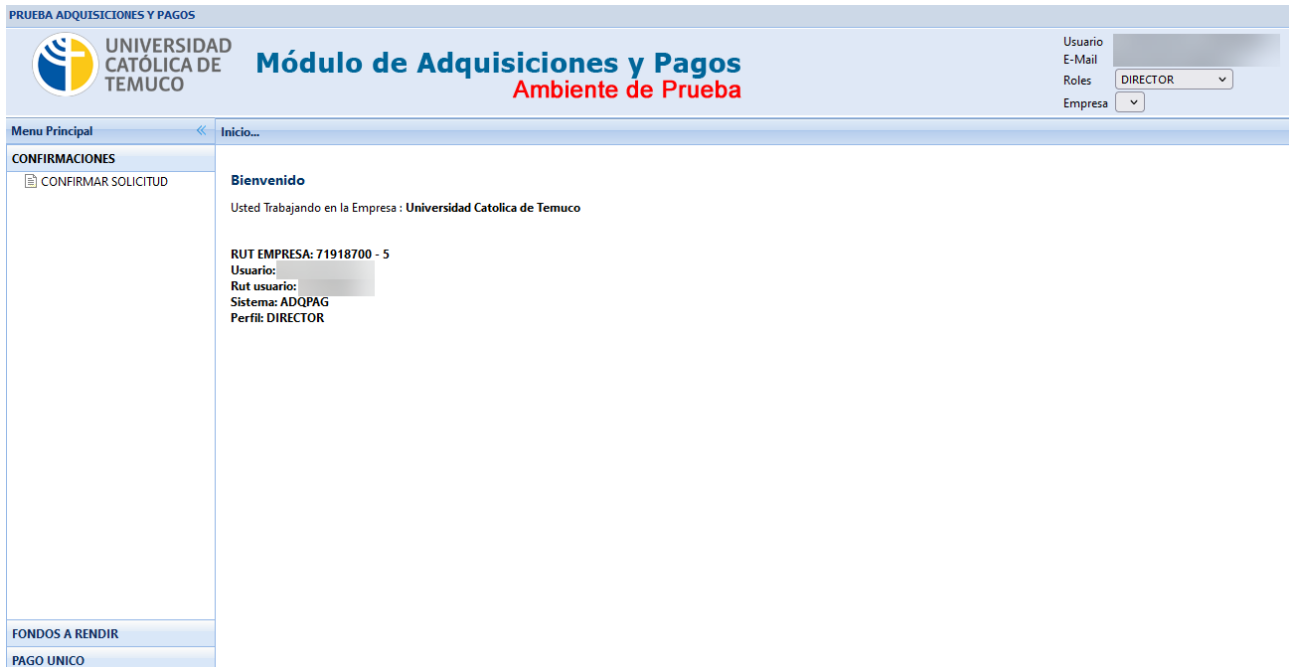 PRUEBA ADQUISICIONES Y PAGOS
UNIVERSIDAD
CATÓLICA DE
TEMUCO
Módulo de Adquisiciones y Pagos
Ambiente de Prueba
Usuario
E-Mail
Roles DIRECTOR
Empresa
Menu Principal
Inicio...
CONFIRMACIONES
CONFIRMAR SOLICITUD
Bienvenido
Usted Trabajando en la Empresa : Universidad Catolica de Temuco
RUT EMPRESA: 71918700 - 5
Usuario:
Rut usuario:
Sistema: ADQPAG
Perfil: DIRECTOR
FONDOS A RENDIR
PAGO UNICO